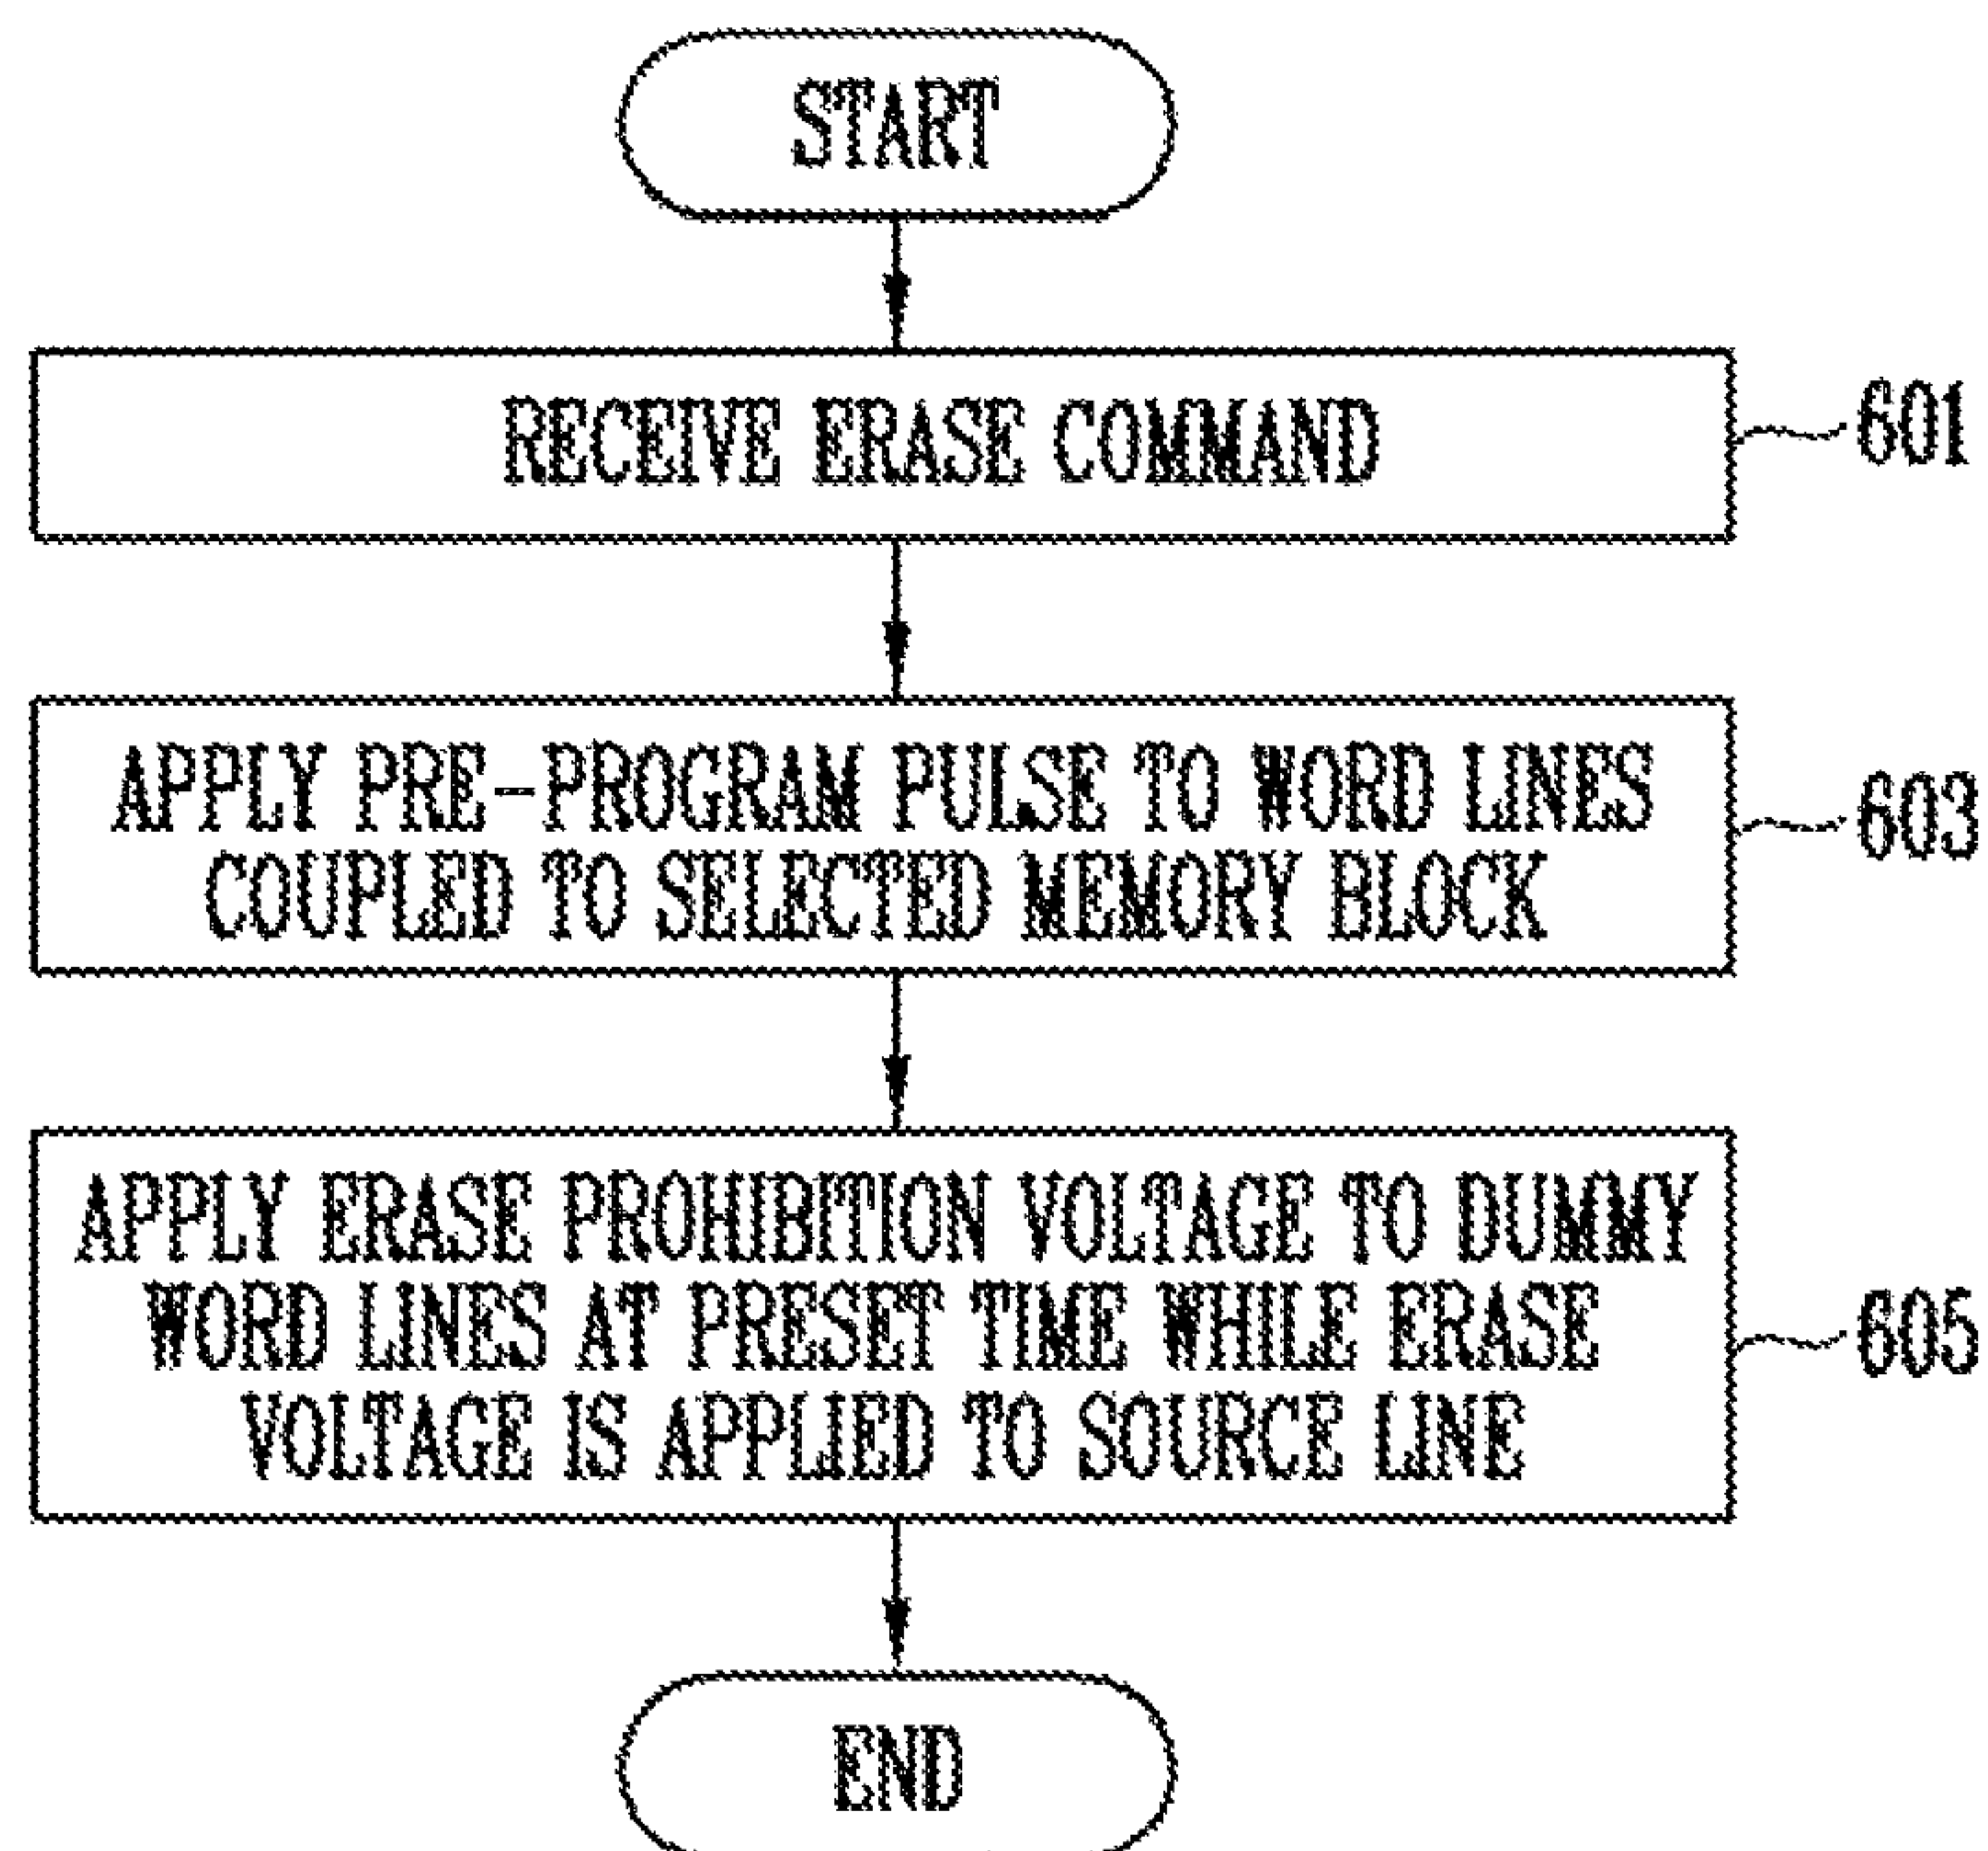 START
RECEIVE ERASE COMMAND
601
APPLY PRE-PROGRAM PULSE TO WORD LINES
COUPLED TO SELECTED MEMORY BLOCK
603
APPLY ERASE PROHIBITION VOLTAGE TO DUMMY
WORD LINES AT PRESET TIME WHILE ERASE
VOLTAGE IS APPLIED TO SOURCE LINE
605
END